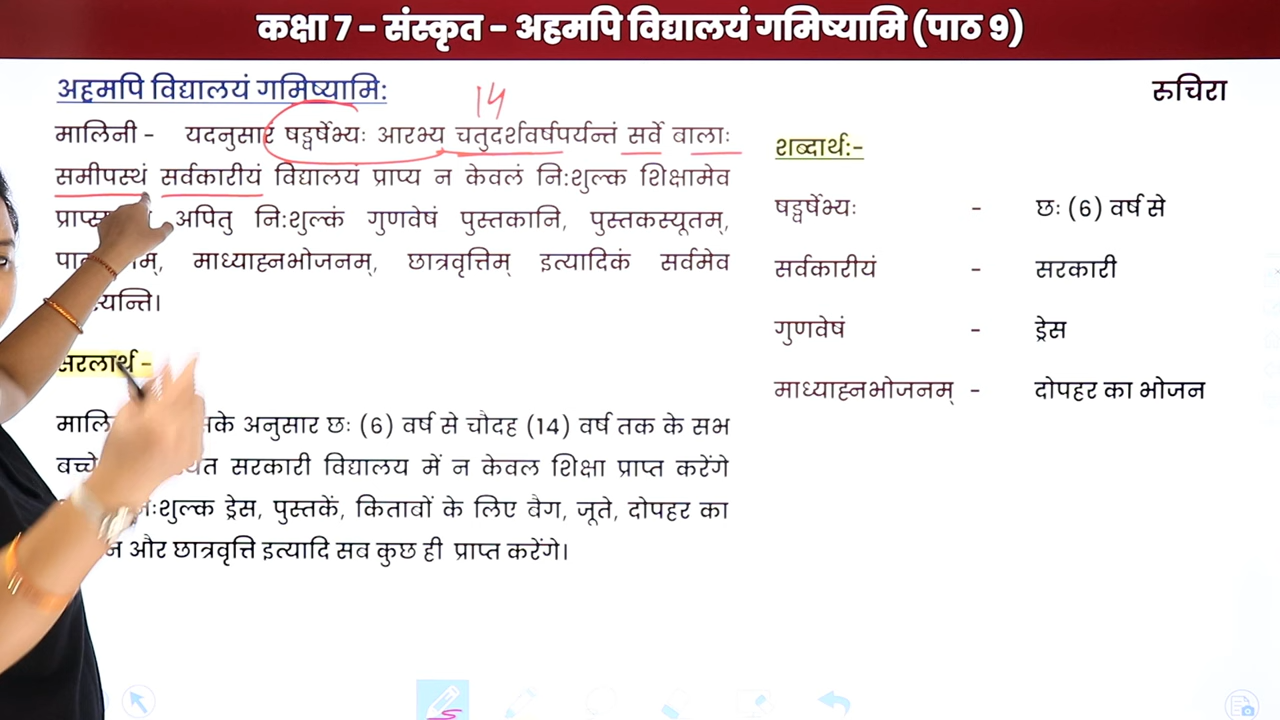 कक्षा 7 - संस्कृत - अहमपि विद्यालयं गमिष्यामि (पाठ 9)
अहमपि विद्यालयं गमिष्यामि:
रुचिरा
14
मालिनी - यदनुसार षड्वर्षेभ्यः आरभ्य चतुदर्शवर्षपर्यन्तं सर्वे बालाः
समीपस्थं सर्वकारीयं विद्यालयं प्राप्य न केवलं नि:शुल्क शिक्षामेव
अपितु नि:शुल्कं गुणवेषं पुस्तकानि, पुस्तकस्यूतम्,
माध्याह्नभोजनम्, छात्रवृत्तिम् इत्यादिकं सर्वमेव
सरलार्थ -
अनुसार छः (6) वर्ष से चौदह (14) वर्ष तक के सभ
सरकारी विद्यालय में न केवल शिक्षा प्राप्त करेंगे
ड्रेस, पुस्तकें, किताबों के लिए वैग, जूते, दोपहर का
और छात्रवृत्ति इत्यादि सब कुछ ही प्राप्त करेंगे।
शब्दार्थ:-
षड्वर्षेभ्यः - छः (6) वर्ष से
सर्वकारीयं - सरकारी
गुणवेषं - ड्रेस
माध्याह्नभोजनम् - दोपहर का भोजन